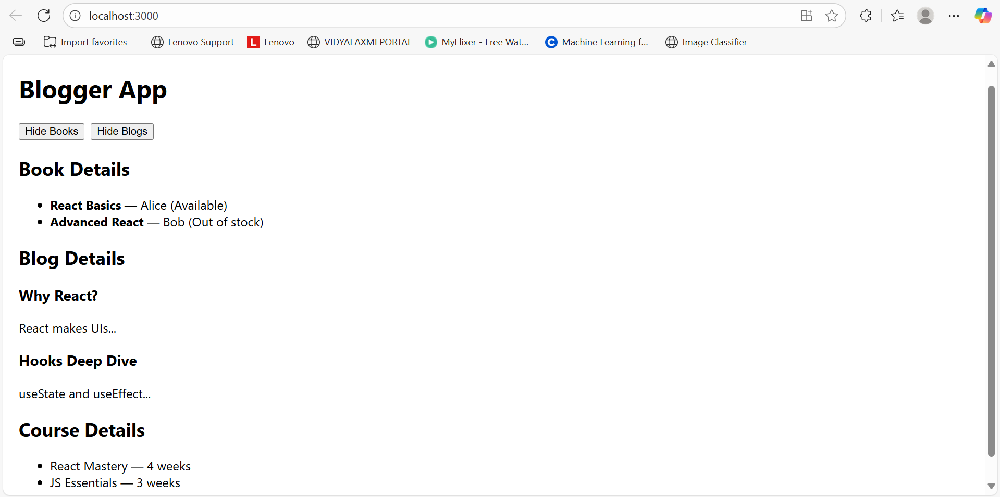 localhost:3000
Import favorites Lenovo Support L Lenovo VIDYALAXMI PORTAL MyFlixer - Free Wat... C Machine Learning f... Image Classifier
Blogger App
Hide Books Hide Blogs
Book Details
• React Basics — Alice (Available)
• Advanced React — Bob (Out of stock)
Blog Details
Why React?
React makes UIs...
Hooks Deep Dive
useState and useEffect...
Course Details
• React Mastery — 4 weeks
• JS Essentials — 3 weeks